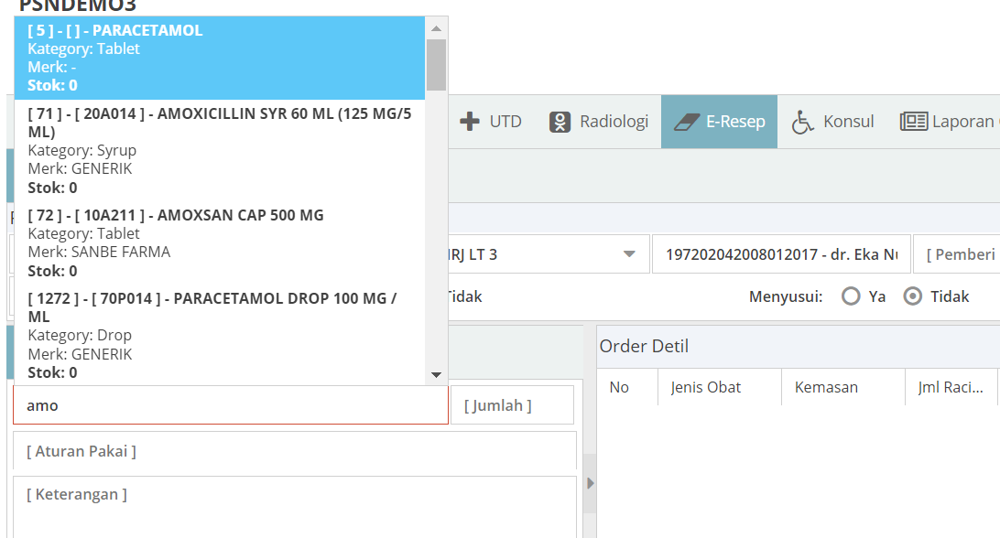 PSNDEMO3
[ 5 ] - [ ] - PARACETAMOL
Kategory: Tablet
Merk: -
Stok: 0
[ 71 ] - [ 20A014 ] - AMOXICILLIN SYR 60 ML (125 MG/5
ML)
Kategory: Syrup
Merk: GENERIK
Stok: 0
[ 72 ] - [ 10A211 ] - AMOXSAN CAP 500 MG
Kategory: Tablet
Merk: SANBE FARMA
Stok: 0
[ 1272 ] - [ 70P014 ] - PARACETAMOL DROP 100 MG /
ML
Kategory: Drop
Merk: GENERIK
Stok: 0
amo
[ Jumlah ]
[ Aturan Pakai ]
[ Keterangan ]
UTD
Radiologi
E-Resep
Konsul
Laporan
IRJ LT 3
197202042008012017 - dr. Eka
[ Pemberi
Tidak
Menyusui:
Ya
Tidak
Order Detil
No
Jenis Obat
Kemasan
Jml Raci...